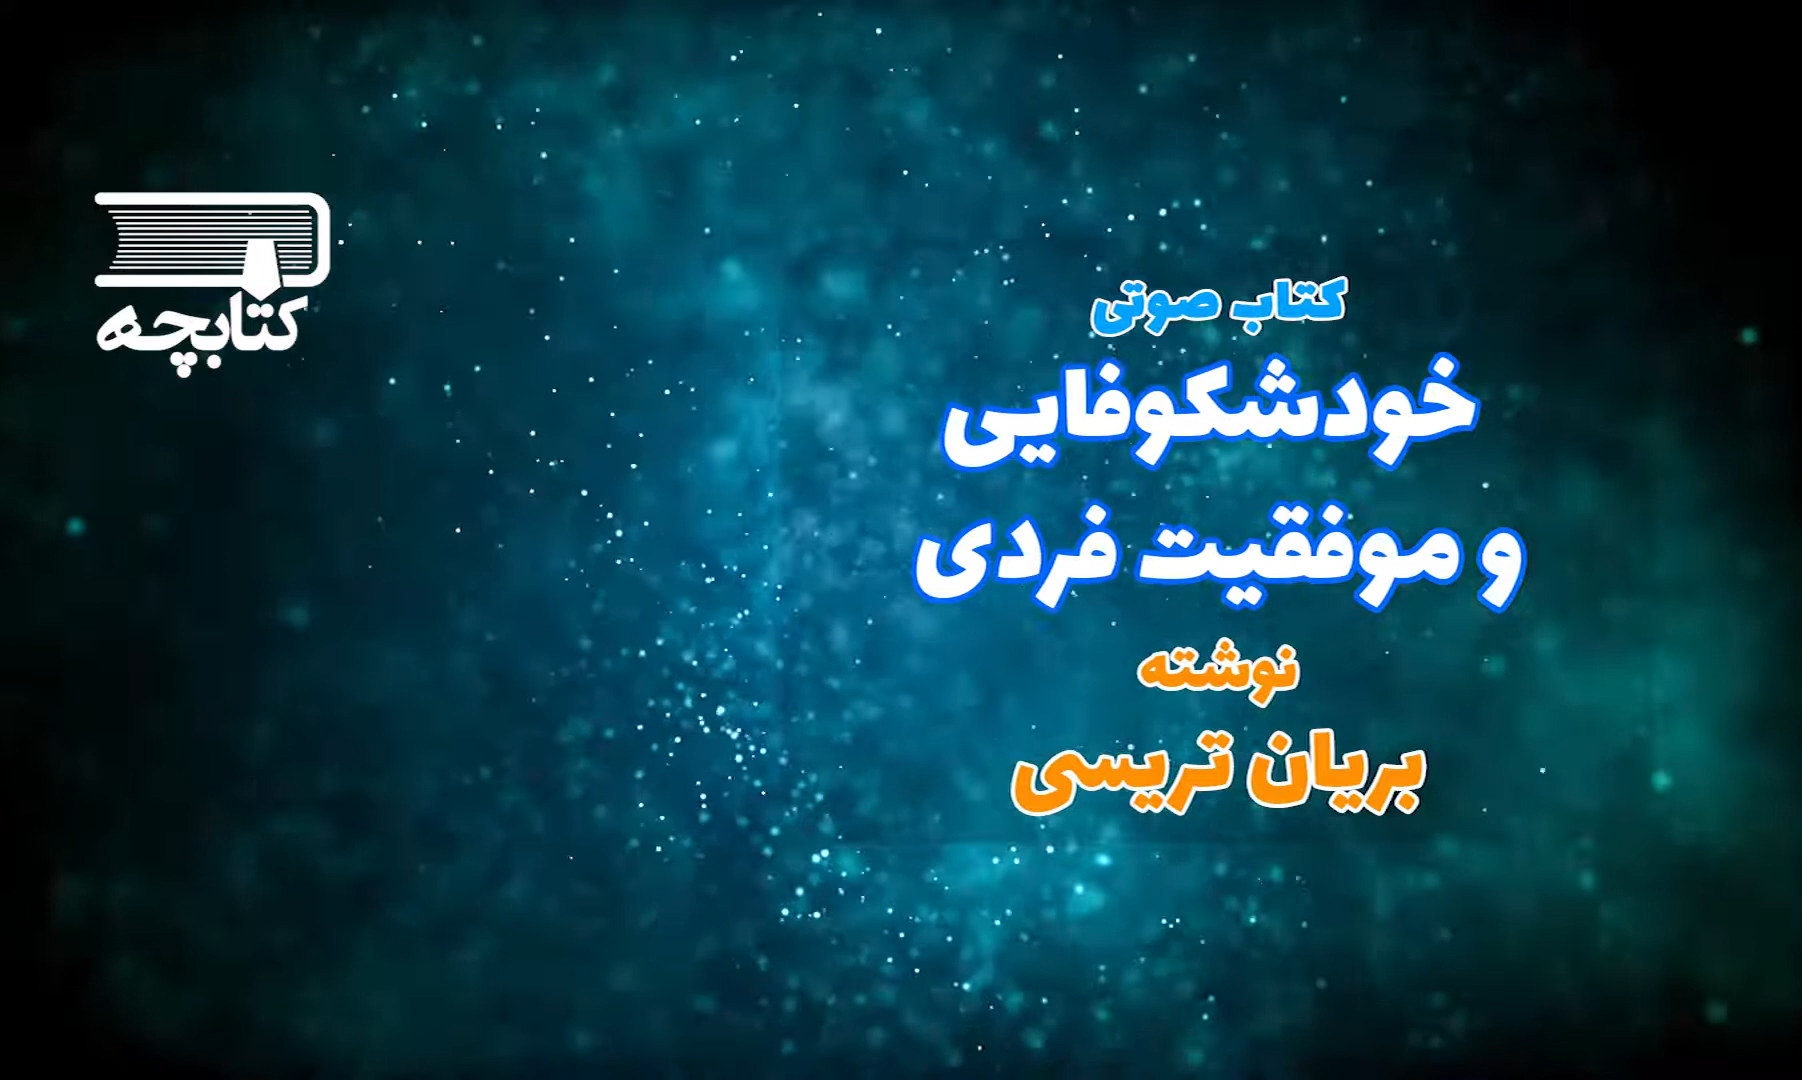 کتابچه
کتاب صوتی
خودشکوفایی
و موفقیت فردی
نوشته
بریان تریسی